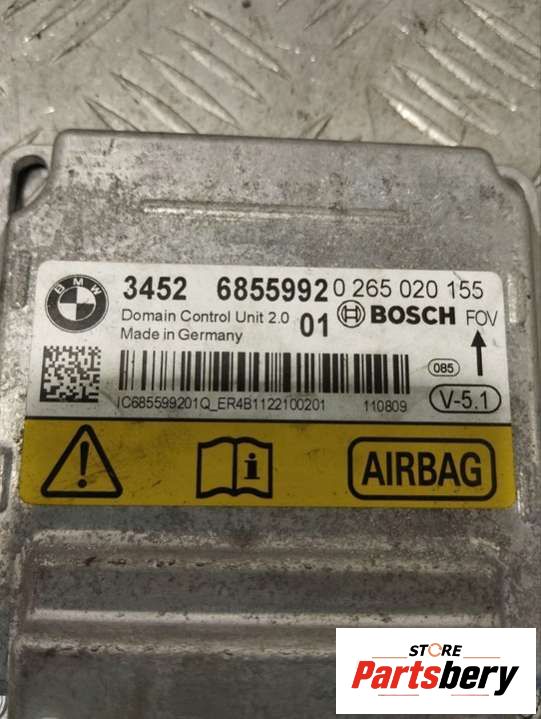 BMW
3452 6855992 0 265 020 155
Domain Control Unit 2.0 01 BOSCH FOV
Made in Germany
085
IC685599201Q_ER4B1122100201 110809 V-5.1
AIRBAG
STORE
Partsbery